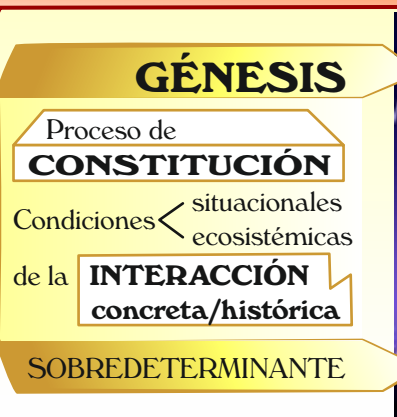 GÉNESIS
Proceso de
CONSTITUCIÓN
situacionales
Condiciones
ecosistémicas
de la INTERACCIÓN
concreta/histórica
SOBREDETERMINANTE